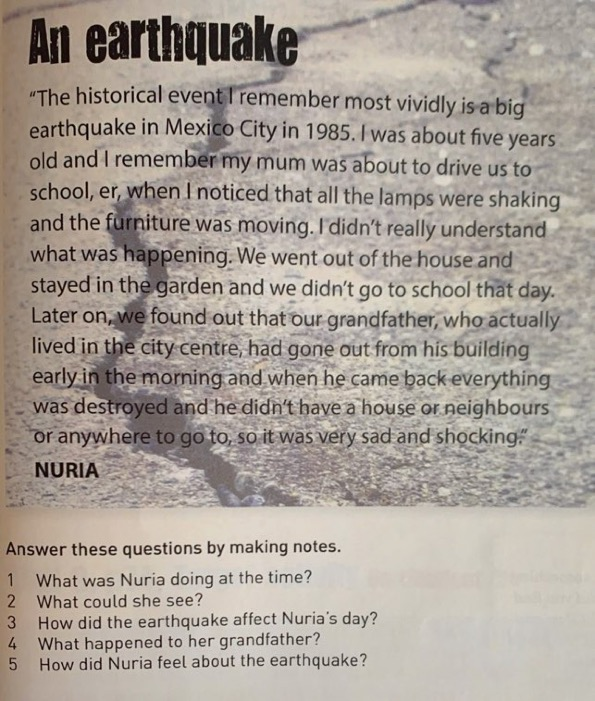 An earthquake
"The historical event I remember most vividly is a big
earthquake in Mexico City in 1985. I was about five years
old and I remember my mum was about to drive us to
school, er, when I noticed that all the lamps were shaking
and the furniture was moving. I didn't really understand
what was happening. We went out of the house and
stayed in the garden and we didn't go to school that day.
Later on, we found out that our grandfather, who actually
lived in the city centre, had gone out from his building
early in the morning and when he came back everything
was destroyed and he didn't have a house or neighbours
or anywhere to go to, so it was very sad and shocking."
NURIA
Answer these questions by making notes.
1 What was Nuria doing at the time?
2 What could she see?
3 How did the earthquake affect Nuria's day?
4 What happened to her grandfather?
5 How did Nuria feel about the earthquake?